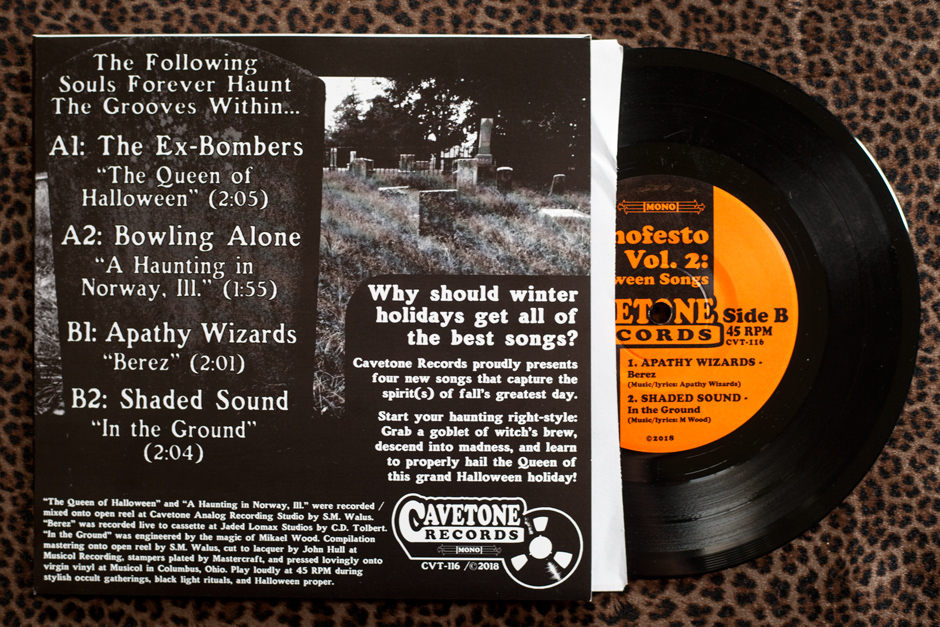 The Following
Souls Forever Haunt
The Grooves Within...
A1: The Ex-Bombers
"The Queen of
Halloween" (2:05)
A2: Bowling Alone
"A Haunting in
Norway, Ill." (1:55)
B1: Apathy Wizards
"Berez" (2:01)
B2: Shaded Sound
"In the Ground"
(2:04)
Why should winter
holidays get all of
the best songs?
Cavetone Records proudly presents
four new songs that capture the
spirit(s) of fall's greatest day.
Start your haunting right-style:
Grab a goblet of witch's brew,
descend into madness, and learn
to properly hail the Queen of
this grand Halloween holiday!
"The Queen of Halloween" and "A Haunting in Norway, Ill." were recorded /
mixed onto open reel at Cavetone Analog Recording Studio by S.M. Walus.
"Berez" was recorded live to cassette at Jaded Lomax Studios by C.D. Tolbert.
"In the Ground" was engineered by the magic of Mikael Wood. Compilation
mastering onto open reel by S.M. Walus, cut to lacquer by John Hull at
Musicol Recording, stampers plated by Mastercraft, and pressed lovingly onto
virgin vinyl at Musicol in Columbus, Ohio. Play loudly at 45 RPM during
stylish occult gatherings, black light rituals, and Halloween proper.
CAVETONE
RECORDS
[MONO]
CVT-116 /©2018
[MONO]
nofesto
Vol. 2:
ween Songs
VETONE
CORDS
Side B
45 RPM
CVT-116
1. APATHY WIZARDS -
Berez
(Music/lyrics: Apathy Wizards)
2. SHADED SOUND -
In the Ground
(Music/lyrics: M Wood)
©2018